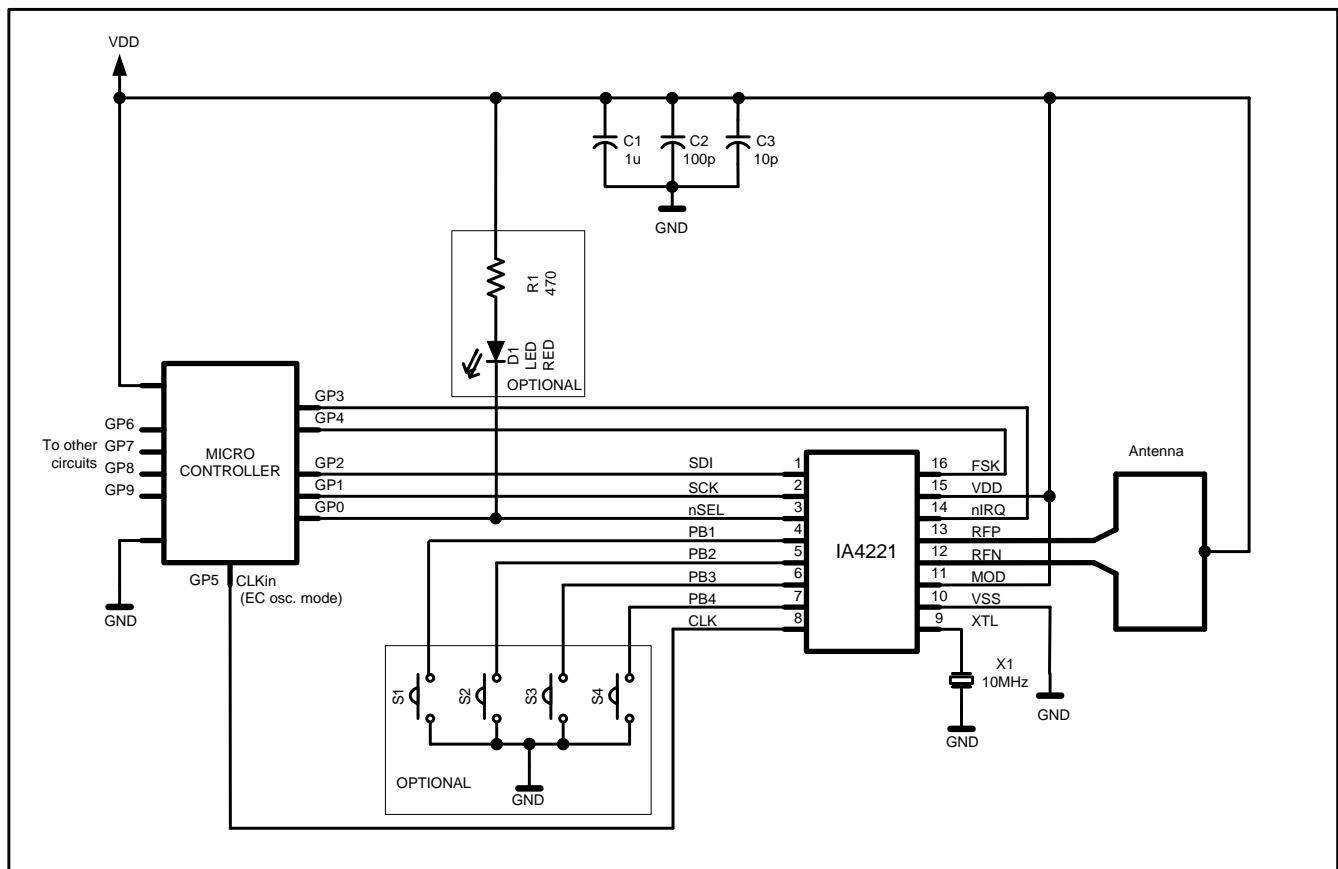 VDD
C1
1u
C2
100p
C3
10p
GND
R1
470
D1
LED
RED
OPTIONAL
GP3
GP4
GP6
To other
circuits
GP7
GP8
GP9
MICRO
CONTROLLER
GP2
GP1
GP0
SDI
SCK
nSEL
PB1
PB2
PB3
PB4
CLK
1
2
3
4
5
6
7
8
IA4221
16
15
14
13
12
11
10
9
FSK
VDD
nIRQ
RFP
RFN
MOD
VSS
XTL
Antenna
GP5
CLKin
(EC osc. mode)
GND
X1
10MHz
GND
GND
S1
S2
S3
S4
OPTIONAL
GND